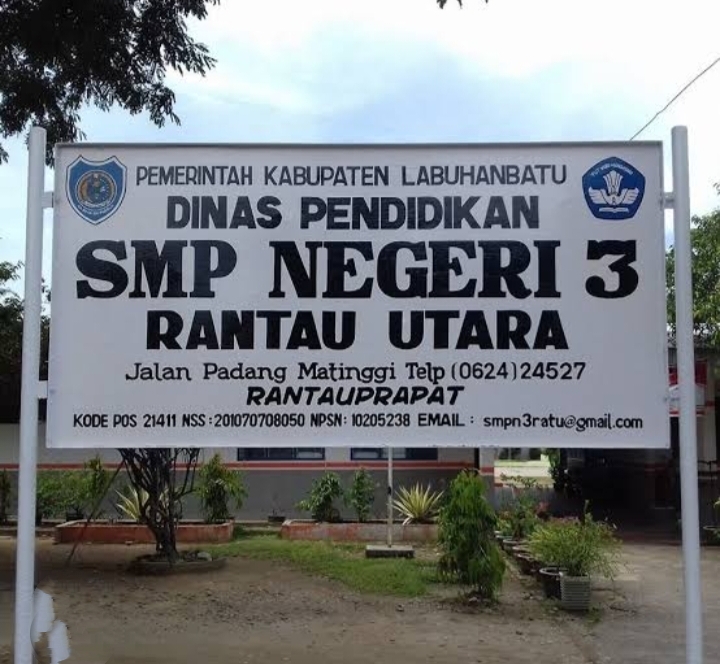 PEMERINTAH KABUPATEN LABUHANBATU
DINAS PENDIDIKAN
SMP NEGERI 3
RANTAU UTARA
Jalan Padang Matinggi Telp (0624) 24527
RANTAUPRAPAT
KODE POS 21411 NSS : 201070708050 NPSN : 10205238 EMAIL : smpn3ratu@gmail.com